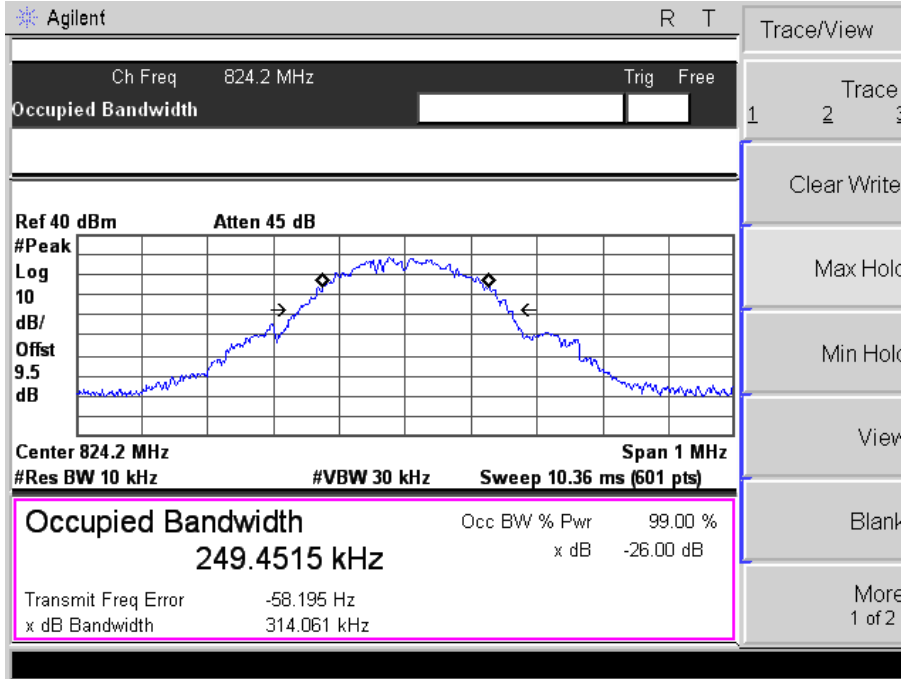 Agilent R T
Trace/View
Ch Freq 824.2 MHz Trig Free
Occupied Bandwidth
Trace
1 2 3
Clear Write
Max Hold
Min Hold
View
Blank
More
1 of 2
Ref 40 dBm Atten 45 dB
#Peak
Log
10
dB/
Offst
9.5
dB
Center 824.2 MHz Span 1 MHz
#Res BW 10 kHz #VBW 30 kHz Sweep 10.36 ms (601 pts)
Occupied Bandwidth
249.4515 kHz
Occ BW % Pwr 99.00 %
x dB -26.00 dB
Transmit Freq Error -58.195 Hz
x dB Bandwidth 314.061 kHz